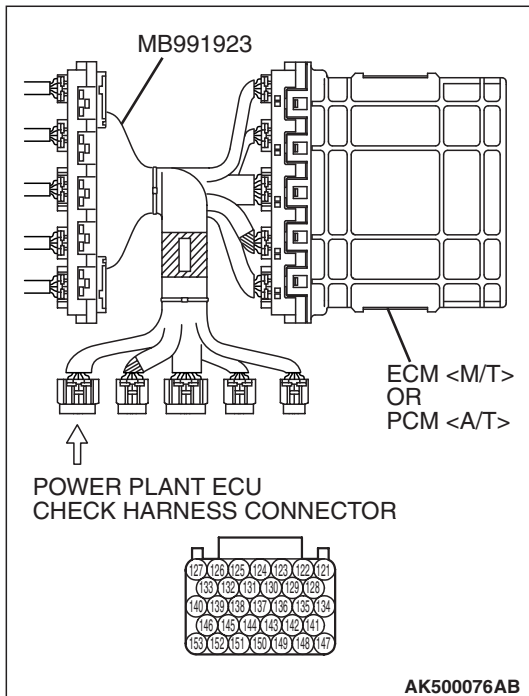 MB991923
ECM <M/T>
OR
PCM <A/T>
POWER PLANT ECU
CHECK HARNESS CONNECTOR
127 126 125 124 123 122 121
133 132 131 130 129 128
140 139 138 137 136 135 134
146 145 144 143 142 141
153 152 151 150 149 148 147
AK500076AB